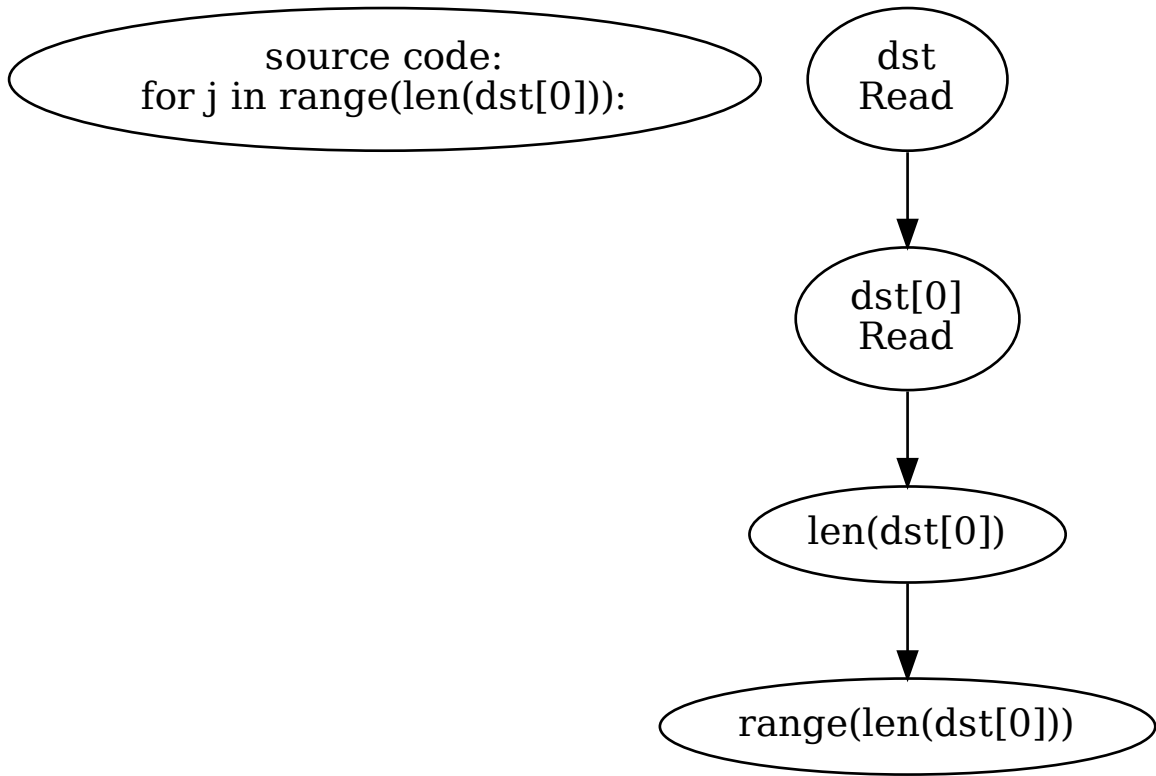 source code:
for j in range(len(dst[0])):
dst
Read
dst[0]
Read
len(dst[0])
range(len(dst[0]))